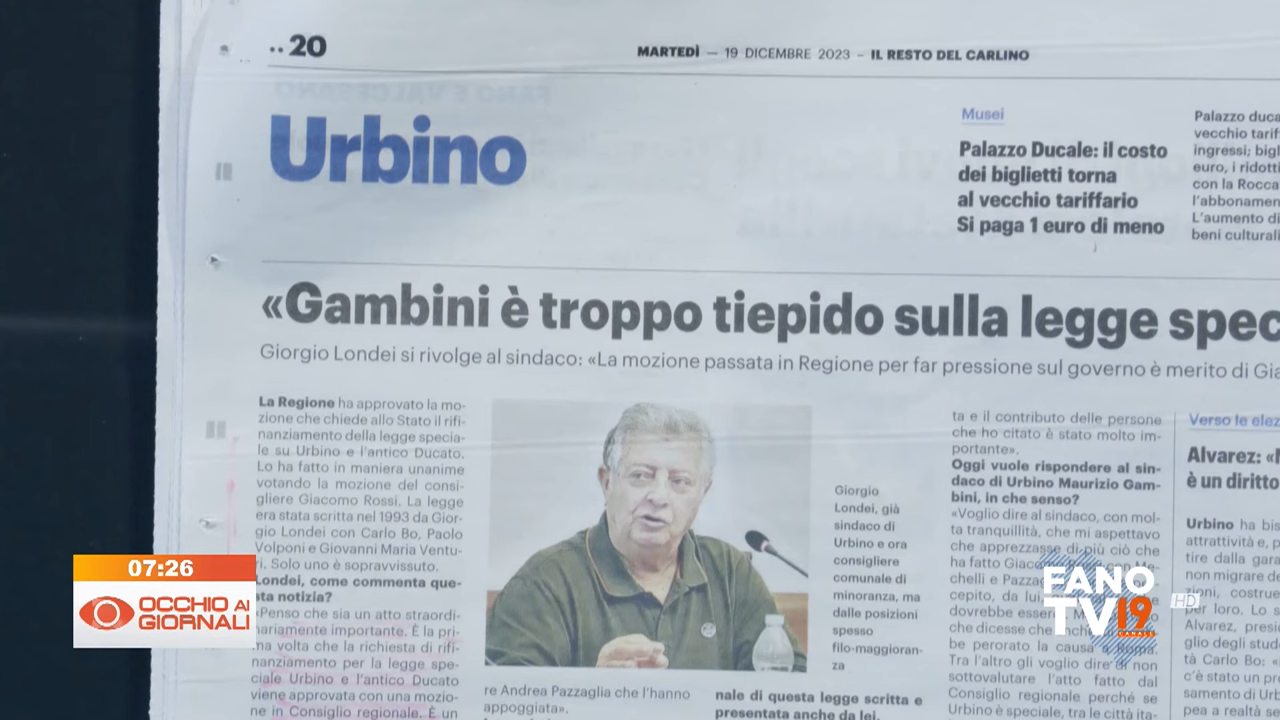 20
MARTEDÌ — 19 DICEMBRE 2023 – IL RESTO DEL CARLINO
Urbino
Musei
Palazzo Ducale: il costo
dei biglietti torna
al vecchio tariffario
Si paga 1 euro di meno
Palazzo duca
vecchio tarif
ingressi; bigl
euro, i ridotti
con la Rocca
l'abbonamen
L'aumento di
beni culturali
«Gambini è troppo tiepido sulla legge spec
Giorgio Londei si rivolge al sindaco: «La mozione passata in Regione per far pressione sul governo è merito di Gia
La Regione ha approvato la mo-
zione che chiede allo Stato il rifi-
nanziamento della legge specia-
le su Urbino e l'antico Ducato.
Lo ha fatto in maniera unanime
votando la mozione del consi-
gliere Giacomo Rossi. La legge
era stata scritta nel 1993 da Gior-
gio Londei con Carlo Bo, Paolo
Volponi e Giovanni Maria Ventu-
ri. Solo uno è sopravvissuto.
Londei, come commenta que-
sta notizia?
«Penso che sia un atto straordi-
nariamente importante. È la pri-
ma volta che la richiesta di rifi-
nanziamento per la legge spe-
ciale Urbino e l'antico Ducato
viene approvata con una mozio-
ne in Consiglio regionale. È un
re Andrea Pazzaglia che l'hanno
appoggiata».
Giorgio
Londei, già
sindaco di
Urbino e ora
consigliere
comunale di
minoranza, ma
dalle posizioni
spesso
filo-maggioran-
za
nale di questa legge scritta e
presentata anche da lei.
ta e il contributo delle persone
che ho citato è stato molto im-
portante».
Oggi vuole rispondere al sin-
daco di Urbino Maurizio Gam-
bini, in che senso?
«Voglio dire al sindaco, con mol-
ta tranquillità, che mi aspettavo
che apprezzasse di più ciò che
ha fatto
chelli e
cepito, da lui
dovrebbe
che dicesse che
be perorato la causa a Roma.
Tra l'altro gli voglio dire di non
sottovalutare l'atto fatto dal
Consiglio regionale perché se
Urbino è speciale, tra le città ita-
Verso le elez
Alvarez: «
è un diritto
Urbino ha bis
attrattività e, p
tire dalla gara
non migrare d
costrue
per loro. Lo s
Alvarez, presi
glio degli stude
tà Carlo Bo: «
c'è stato un pr
samento di Urb
pea a realtà se
07:26
OCCHIO AI
GIORNALI
FANO
TV 19
CANALE
HD